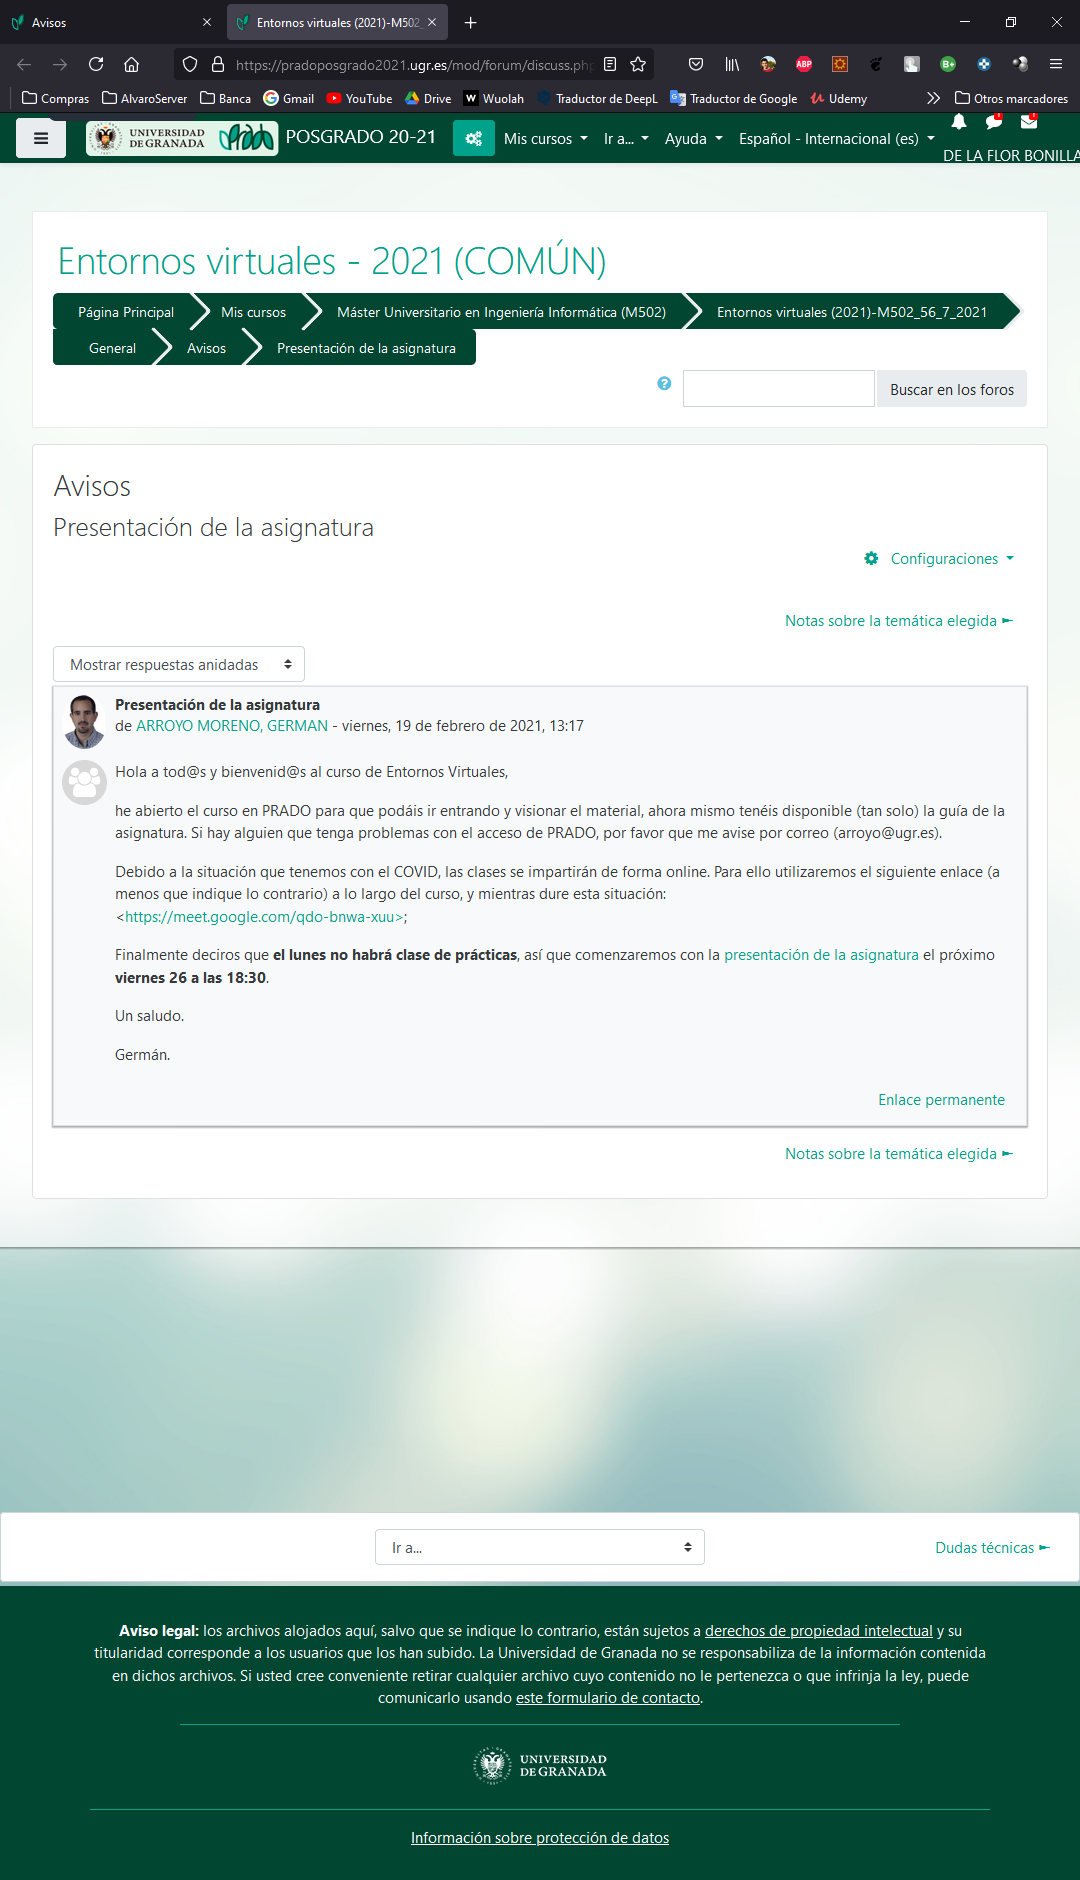 Avisos
Entornos virtuales (2021)-M502_
https://pradoposgrado2021.ugr.es/mod/forum/discuss.php
Compras AlvaroServer Banca Gmail YouTube Drive Wuolah Traductor de DeepL Traductor de Google Udemy Otros marcadores
UNIVERSIDAD DE GRANADA POSGRADO 20-21 Mis cursos Ir a... Ayuda Español - Internacional (es)
DE LA FLOR BONILLA
Entornos virtuales - 2021 (COMÚN)
Página Principal Mis cursos Máster Universitario en Ingeniería Informática (M502) Entornos virtuales (2021)-M502_56_7_2021
General Avisos Presentación de la asignatura
Buscar en los foros
Avisos
Presentación de la asignatura
Configuraciones
Notas sobre la temática elegida ►
Mostrar respuestas anidadas
Presentación de la asignatura
de ARROYO MORENO, GERMAN - viernes, 19 de febrero de 2021, 13:17
Hola a tod@s y bienvenid@s al curso de Entornos Virtuales,
he abierto el curso en PRADO para que podáis ir entrando y visionar el material, ahora mismo tenéis disponible (tan solo) la guía de la
asignatura. Si hay alguien que tenga problemas con el acceso de PRADO, por favor que me avise por correo (arroyo@ugr.es).
Debido a la situación que tenemos con el COVID, las clases se impartirán de forma online. Para ello utilizaremos el siguiente enlace (a
menos que indique lo contrario) a lo largo del curso, y mientras dure esta situación:
<https://meet.google.com/qdo-bnwa-xuu>;
Finalmente deciros que el lunes no habrá clase de prácticas, así que comenzaremos con la presentación de la asignatura el próximo
viernes 26 a las 18:30.
Un saludo.
Germán.
Enlace permanente
Notas sobre la temática elegida ►
Ir a...
Dudas técnicas ►
Aviso legal: los archivos alojados aquí, salvo que se indique lo contrario, están sujetos a derechos de propiedad intelectual y su
titularidad corresponde a los usuarios que los han subido. La Universidad de Granada no se responsabiliza de la información contenida
en dichos archivos. Si usted cree conveniente retirar cualquier archivo cuyo contenido no le pertenezca o que infrinja la ley, puede
comunicarlo usando este formulario de contacto.
UNIVERSIDAD
DE GRANADA
Información sobre protección de datos